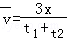 v̅ = 3x / (t₁ + t₂)